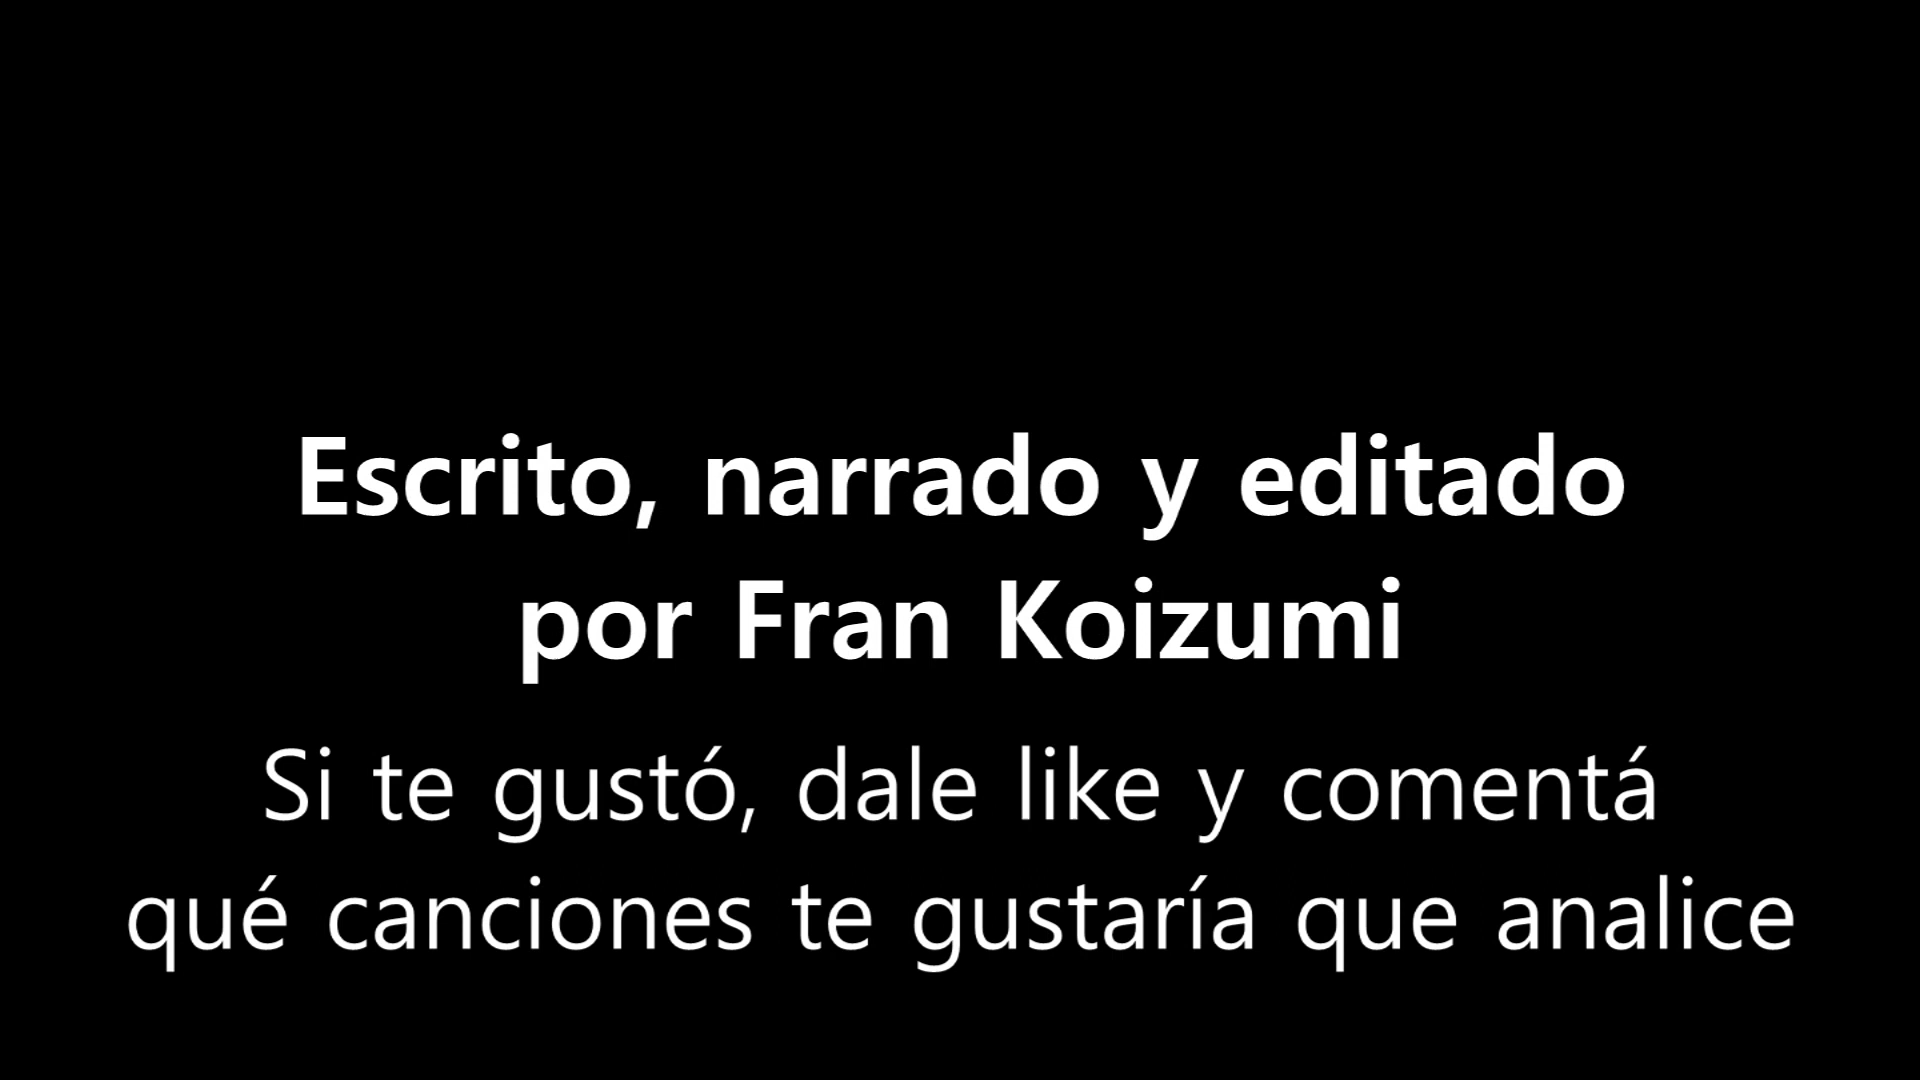 Escrito, narrado y editado
por Fran Koizumi
Si te gustó, dale like y comentá
qué canciones te gustaría que analice